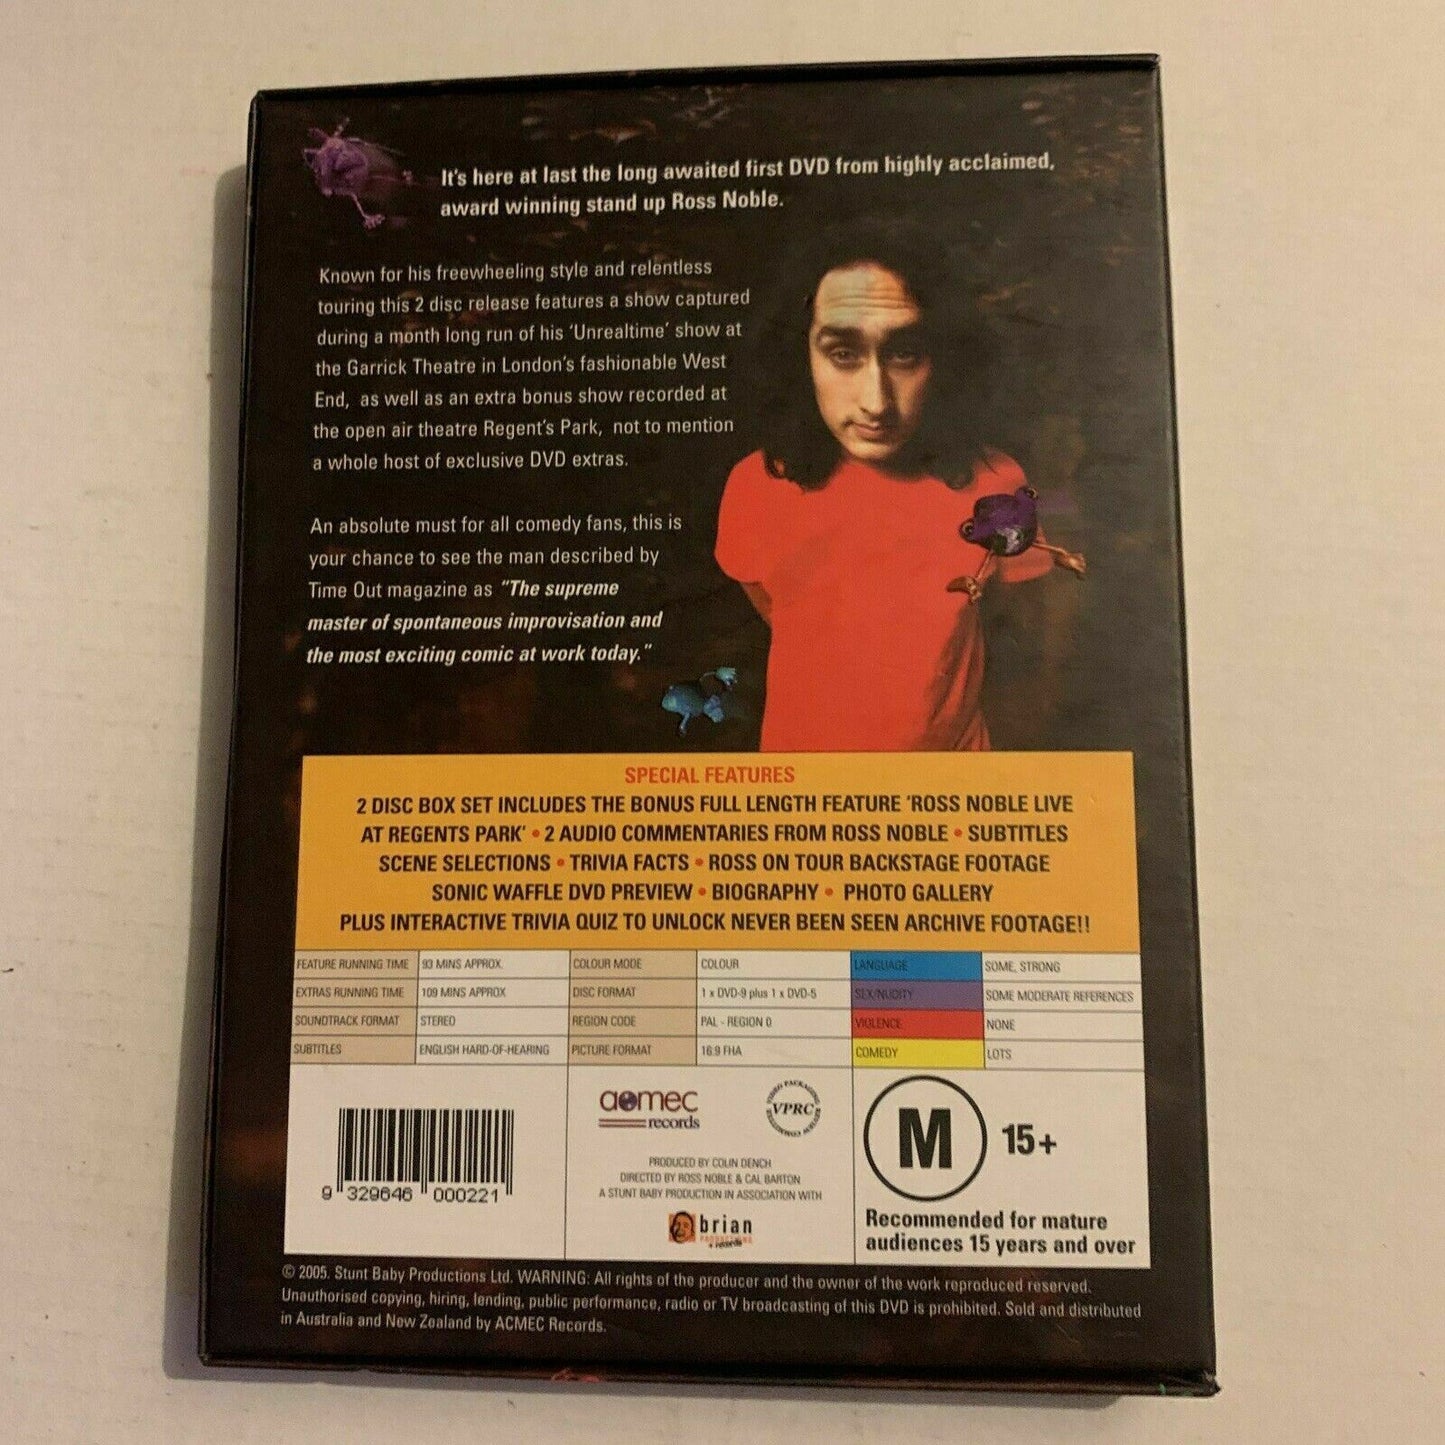 It's here at last the long awaited first DVD from highly acclaimed,
award winning stand up Ross Noble.
Known for his freewheeling style and relentless
touring this 2 disc release features a show captured
during a month long run of his 'Unrealtime' show at
the Garrick Theatre in London's fashionable West
End, as well as an extra bonus show recorded at
the open air theatre Regent's Park, not to mention
a whole host of exclusive DVD extras.
An absolute must for all comedy fans, this is
your chance to see the man described by
Time Out magazine as "The supreme
master of spontaneous improvisation and
the most exciting comic at work today."
SPECIAL FEATURES
2 DISC BOX SET INCLUDES THE BONUS FULL LENGTH FEATURE 'ROSS NOBLE LIVE
AT REGENTS PARK' • 2 AUDIO COMMENTARIES FROM ROSS NOBLE • SUBTITLES
SCENE SELECTIONS • TRIVIA FACTS • ROSS ON TOUR BACKSTAGE FOOTAGE
SONIC WAFFLE DVD PREVIEW • BIOGRAPHY • PHOTO GALLERY
PLUS INTERACTIVE TRIVIA QUIZ TO UNLOCK NEVER BEEN SEEN ARCHIVE FOOTAGE!!
FEATURE RUNNING TIME 93 MINS APPROX. COLOUR MODE COLOUR LANGUAGE SOME, STRONG
EXTRAS RUNNING TIME 109 MINS APPROX DISC FORMAT 1 x DVD-9 plus 1 x DVD-5 SEX/NUDITY SOME MODERATE REFERENCES
SOUNDTRACK FORMAT STEREO REGION CODE PAL - REGION 0 VIOLENCE NONE
SUBTITLES ENGLISH HARD-OF-HEARING PICTURE FORMAT 16:9 FHA COMEDY LOTS
9 329646 000221
acmec
records
VPRC
PRODUCED BY COLIN DENCH
DIRECTED BY ROSS NOBLE & CAL BARTON
A STUNT BABY PRODUCTION IN ASSOCIATION WITH
brian
PRODUCTIONS
+ records
M 15+
Recommended for mature
audiences 15 years and over
© 2005. Stunt Baby Productions Ltd. WARNING: All rights of the producer and the owner of the work reproduced reserved.
Unauthorised copying, hiring, lending, public performance, radio or TV broadcasting of this DVD is prohibited. Sold and distributed
in Australia and New Zealand by ACMEC Records.